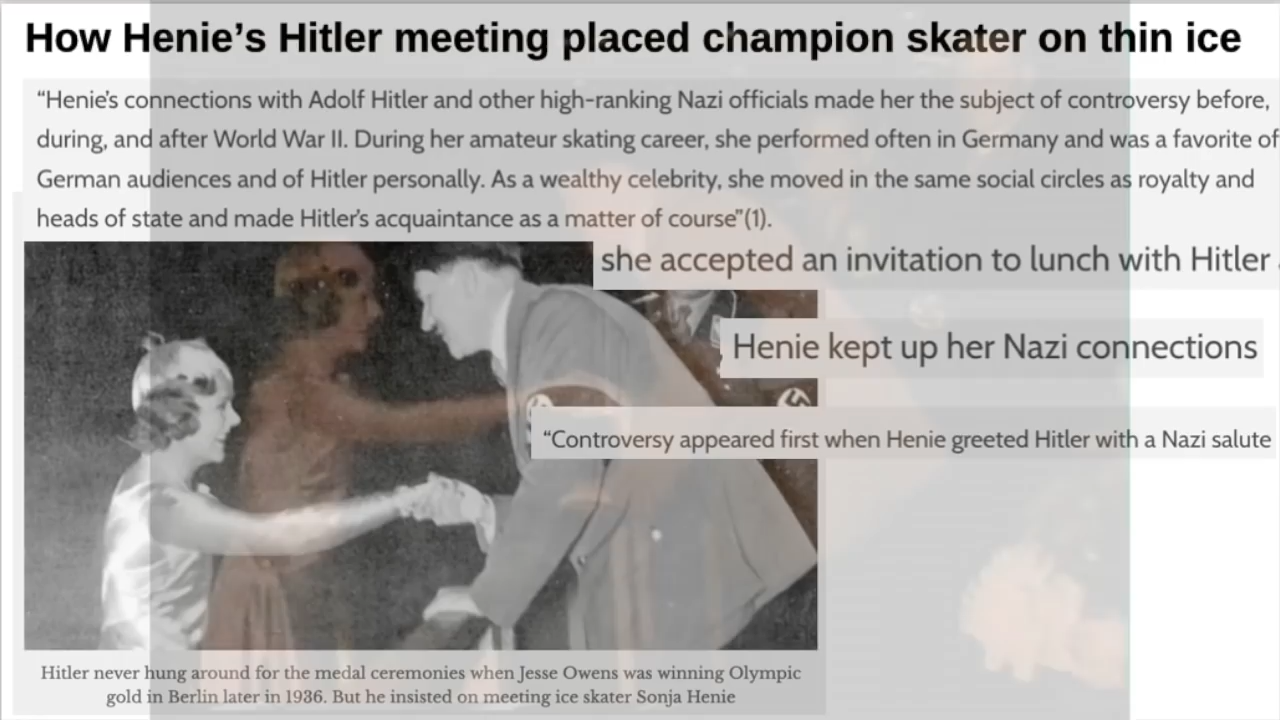 How Henie’s Hitler meeting placed champion skater on thin ice
“Henie’s connections with Adolf Hitler and other high-ranking Nazi officials made her the subject of controversy before,
during, and after World War II. During her amateur skating career, she performed often in Germany and was a favorite of
German audiences and of Hitler personally. As a wealthy celebrity, she moved in the same social circles as royalty and
heads of state and made Hitler’s acquaintance as a matter of course”(1).
she accepted an invitation to lunch with Hitler
Henie kept up her Nazi connections
“Controversy appeared first when Henie greeted Hitler with a Nazi salute
Hitler never hung around for the medal ceremonies when Jesse Owens was winning Olympic
gold in Berlin later in 1936. But he insisted on meeting ice skater Sonja Henie